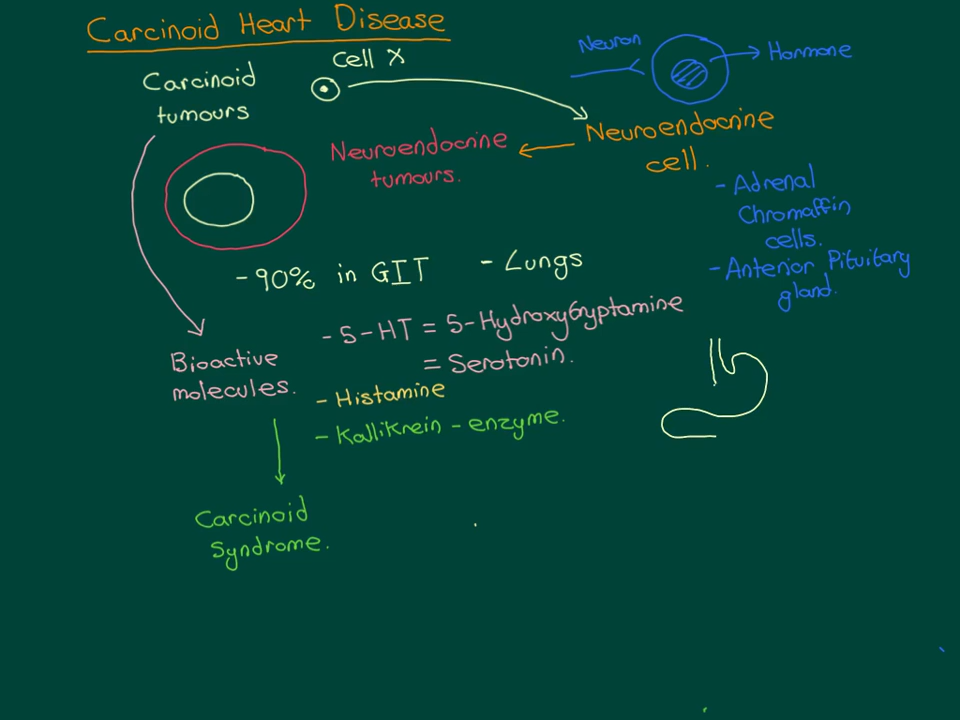 Carcinoid Heart Disease
Carcinoid
tumours
Cell X
Neuron
Hormone
Neuroendocrine
cell.
Neuroendocrine
tumours.
- Adrenal
Chromaffin
cells.
- Anterior Pituitary
gland.
- 90% in GIT
- Lungs
- 5-HT = 5-Hydroxytryptamine
= Serotonin.
Bioactive
molecules.
- Histamine
- Kallikrein - enzyme.
Carcinoid
Syndrome.